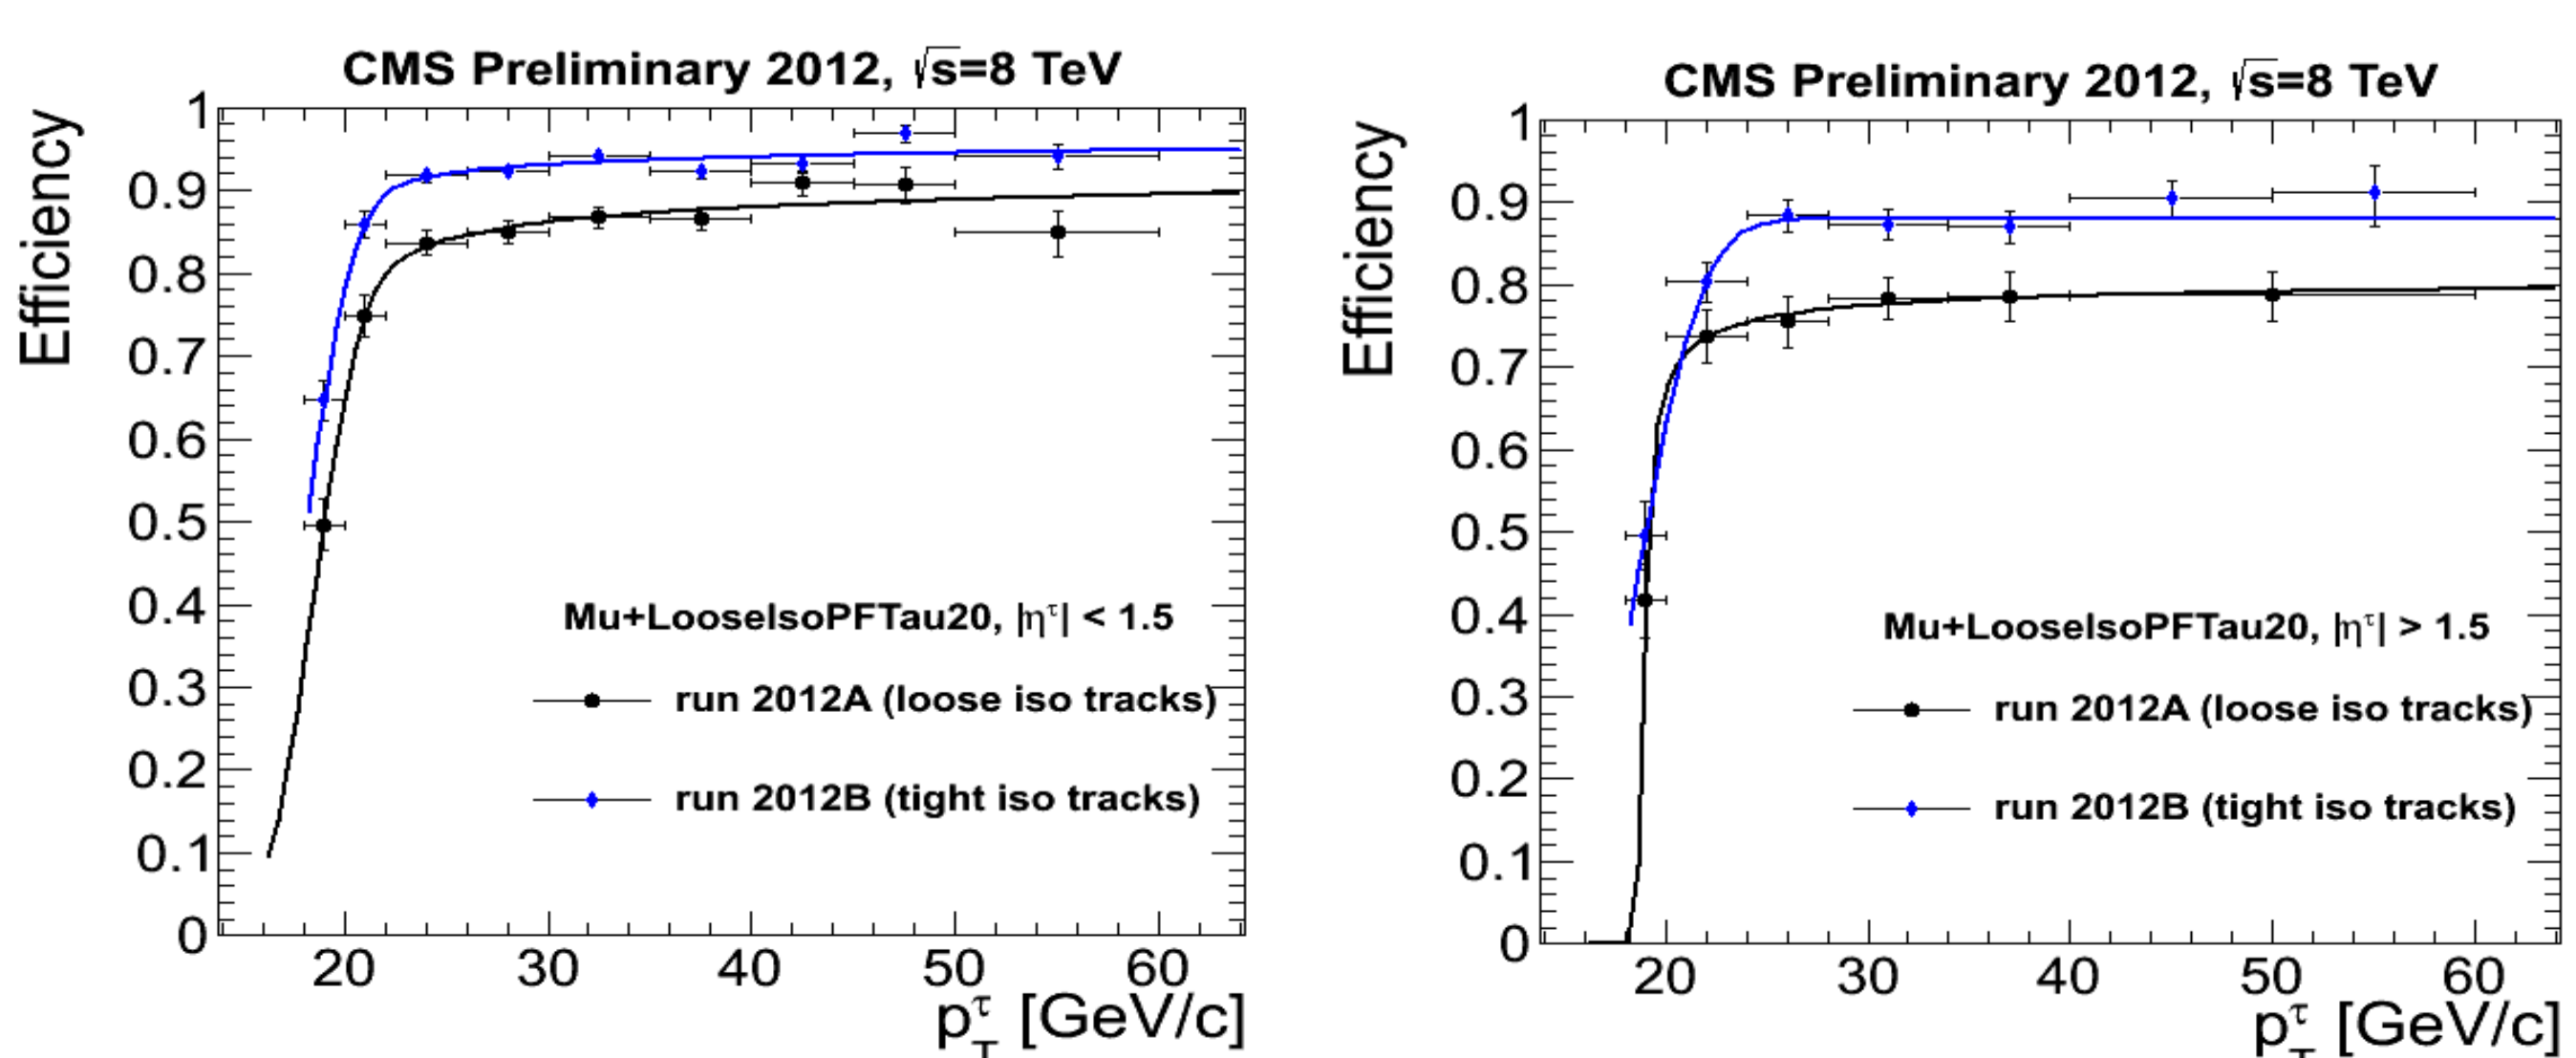 CMS Preliminary 2012, √s=8 TeV
Efficiency
1
0.9
0.8
0.7
0.6
0.5
0.4
0.3
0.2
0.1
0
Mu+LooseIsoPFTau20, |η^τ| < 1.5
run 2012A (loose iso tracks)
run 2012B (tight iso tracks)
20 30 40 50 60
p_T^τ [GeV/c]
CMS Preliminary 2012, √s=8 TeV
Efficiency
1
0.9
0.8
0.7
0.6
0.5
0.4
0.3
0.2
0.1
0
Mu+LooseIsoPFTau20, |η^τ| > 1.5
run 2012A (loose iso tracks)
run 2012B (tight iso tracks)
20 30 40 50 60
p_T^τ [GeV/c]